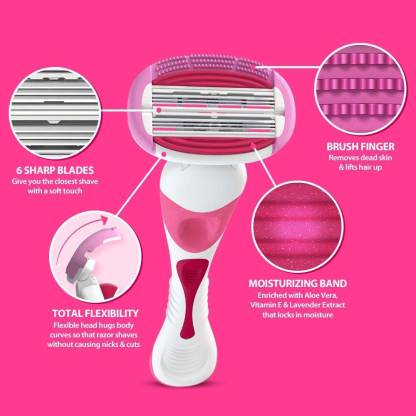 6 SHARP BLADES
Give you the closest shave
with a soft touch
BRUSH FINGER
Removes dead skin
& lifts hair up
TOTAL FLEXIBILITY
Flexible head hugs body
curves so that razor shaves
without causing nicks & cuts
MOISTURIZING BAND
Enriched with Aloe Vera,
Vitamin E & Lavender Extract
that locks in moisture